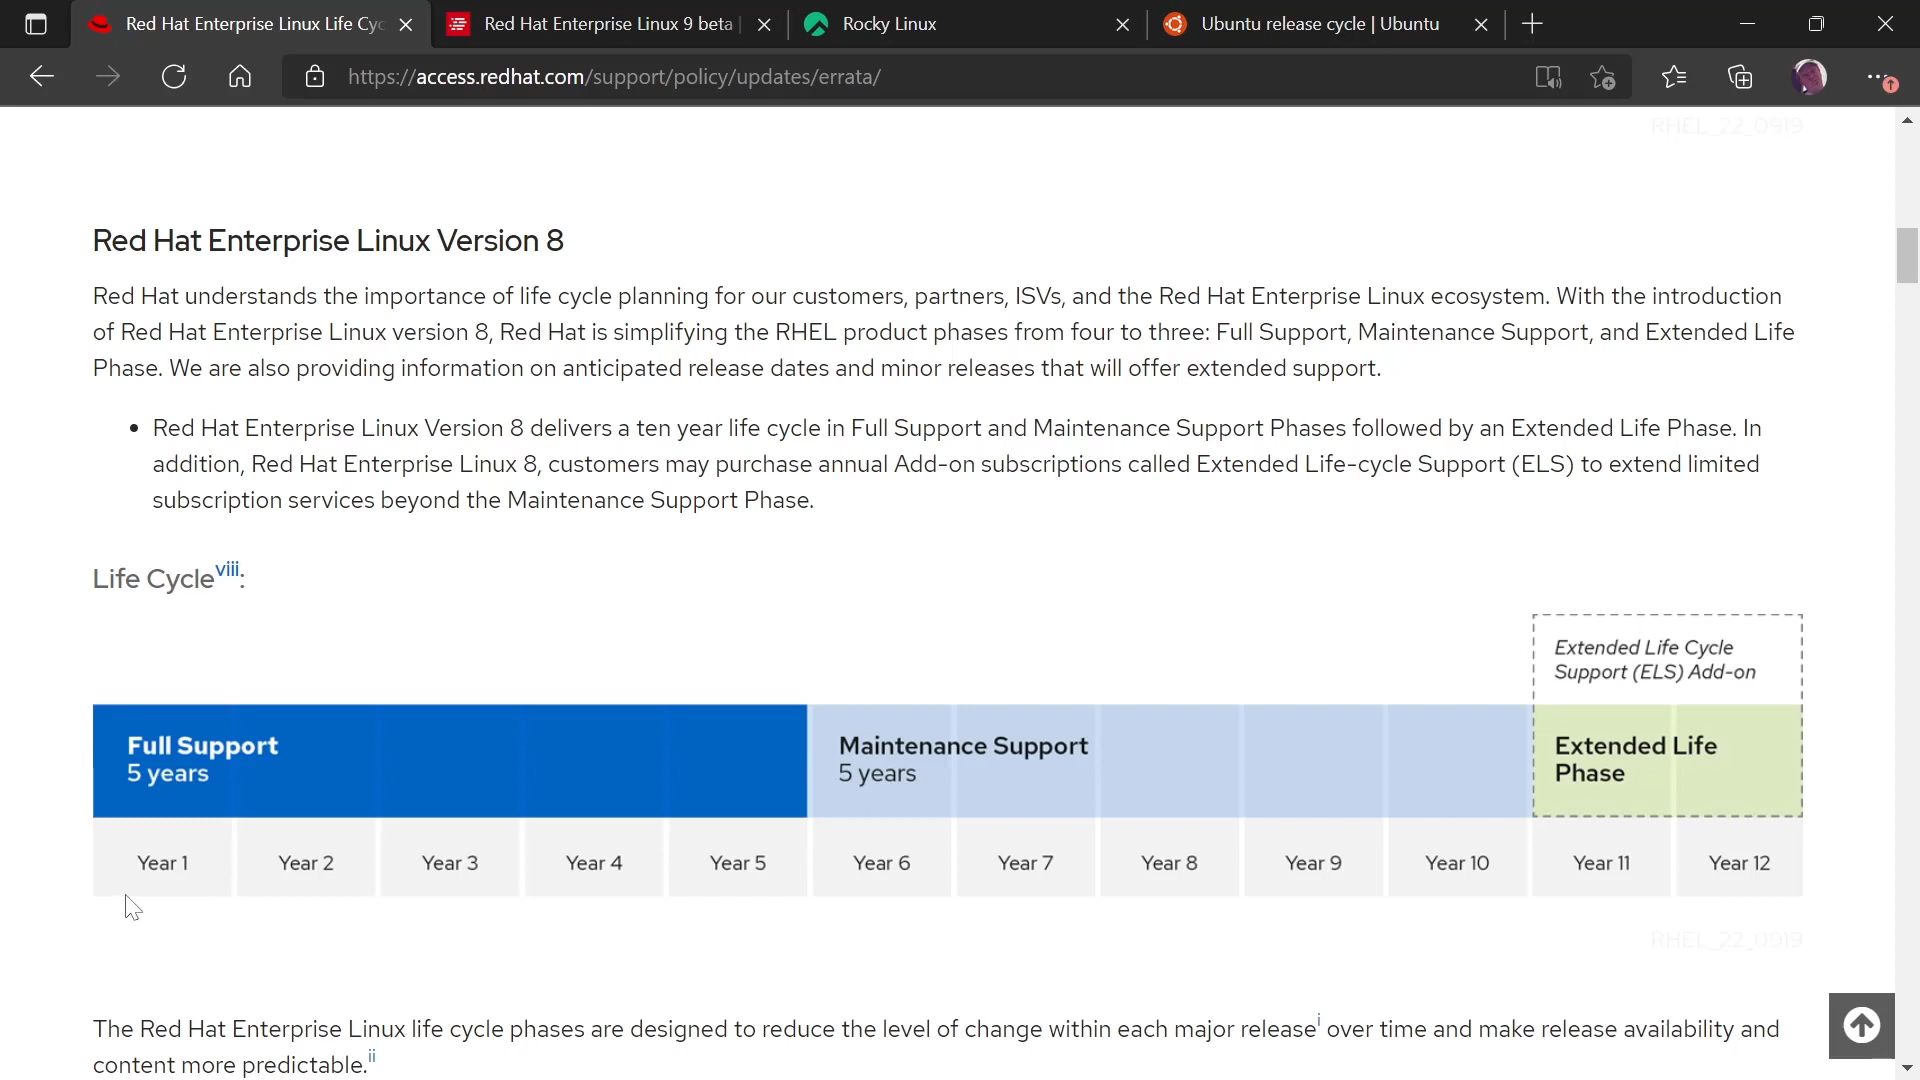 Red Hat Enterprise Linux Life Cyc
Red Hat Enterprise Linux 9 beta
Rocky Linux
Ubuntu release cycle | Ubuntu
https://access.redhat.com/support/policy/updates/errata/
RHEL_22_0919
Red Hat Enterprise Linux Version 8
Red Hat understands the importance of life cycle planning for our customers, partners, ISVs, and the Red Hat Enterprise Linux ecosystem. With the introduction
of Red Hat Enterprise Linux version 8, Red Hat is simplifying the RHEL product phases from four to three: Full Support, Maintenance Support, and Extended Life
Phase. We are also providing information on anticipated release dates and minor releases that will offer extended support.
• Red Hat Enterprise Linux Version 8 delivers a ten year life cycle in Full Support and Maintenance Support Phases followed by an Extended Life Phase. In
addition, Red Hat Enterprise Linux 8, customers may purchase annual Add-on subscriptions called Extended Life-cycle Support (ELS) to extend limited
subscription services beyond the Maintenance Support Phase.
Life Cycle viii:
Extended Life Cycle
Support (ELS) Add-on
Full Support
5 years
Maintenance Support
5 years
Extended Life
Phase
Year 1 Year 2 Year 3 Year 4 Year 5 Year 6 Year 7 Year 8 Year 9 Year 10 Year 11 Year 12
RHEL_22_0919
The Red Hat Enterprise Linux life cycle phases are designed to reduce the level of change within each major release i over time and make release availability and
content more predictable. ii